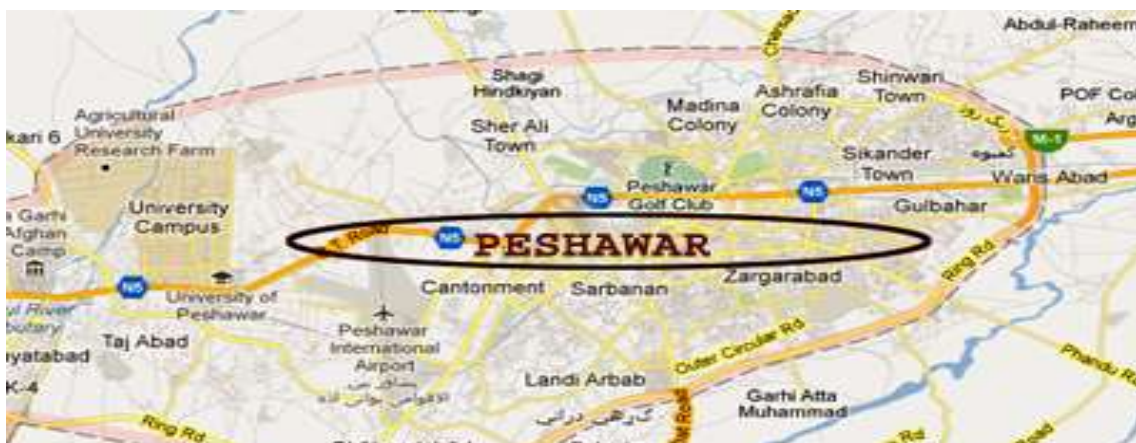 Abdul-Raheem
Shagi
Hindkiyan
Shinwari
Town
Ashrafia
Colony
Madina
Colony
POF Col
Agricultural
University
Research Farm
kari 6
Sher Ali
Town
M-1
Sikander
Town
Waris Abad
Peshawar
Golf Club
N5
N5
University
Campus
Gulbahar
a Garhi
Afghan
Camp
T. Road
N5
PESHAWAR
Ring Rd
Zargarabad
Cantonment
Sarbanan
N5
University of
Peshawar
Taj Abad
Peshawar
International
Airport
Outer Circular Rd
Phandu R
K-4
Landi Arbab
Garhi Atta
Muhammad
Ring Rd